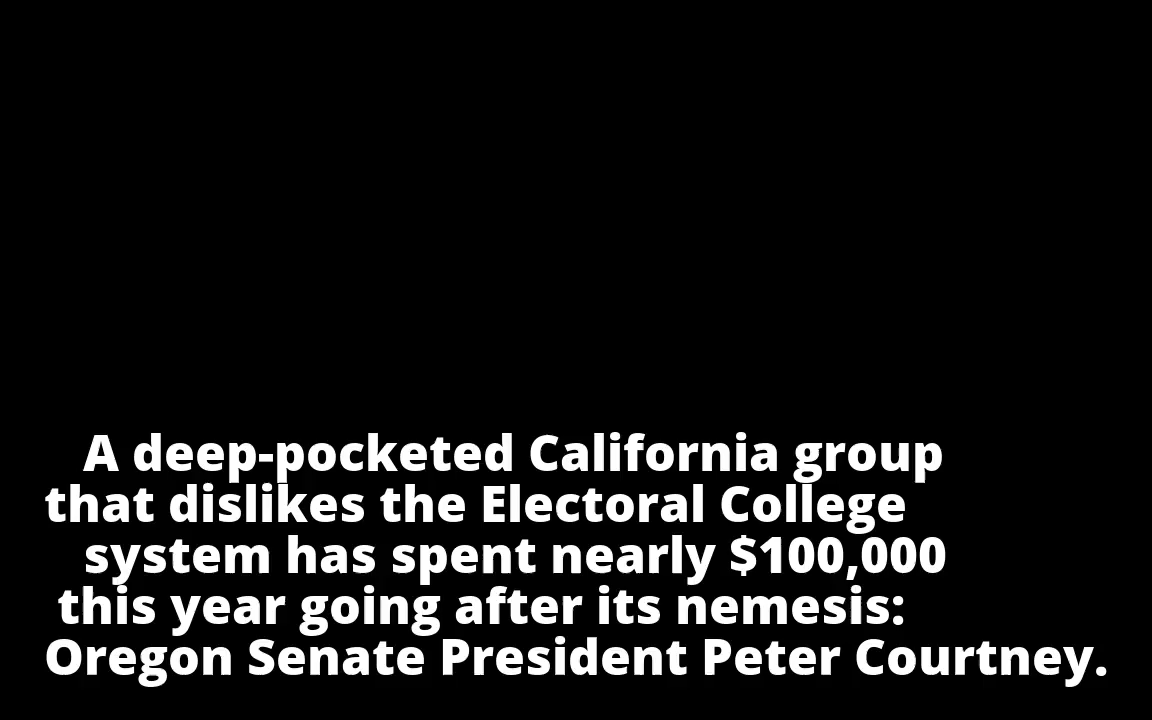 A deep-pocketed California group
that dislikes the Electoral College
system has spent nearly $100,000
this year going after its nemesis:
Oregon Senate President Peter Courtney.